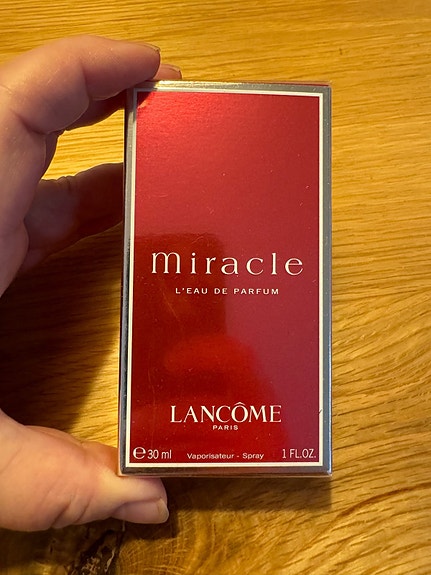 miracle
L'EAU DE PARFUM
LANCÔME
PARIS
℮30 ml Vaporisateur - Spray 1 FL.OZ.